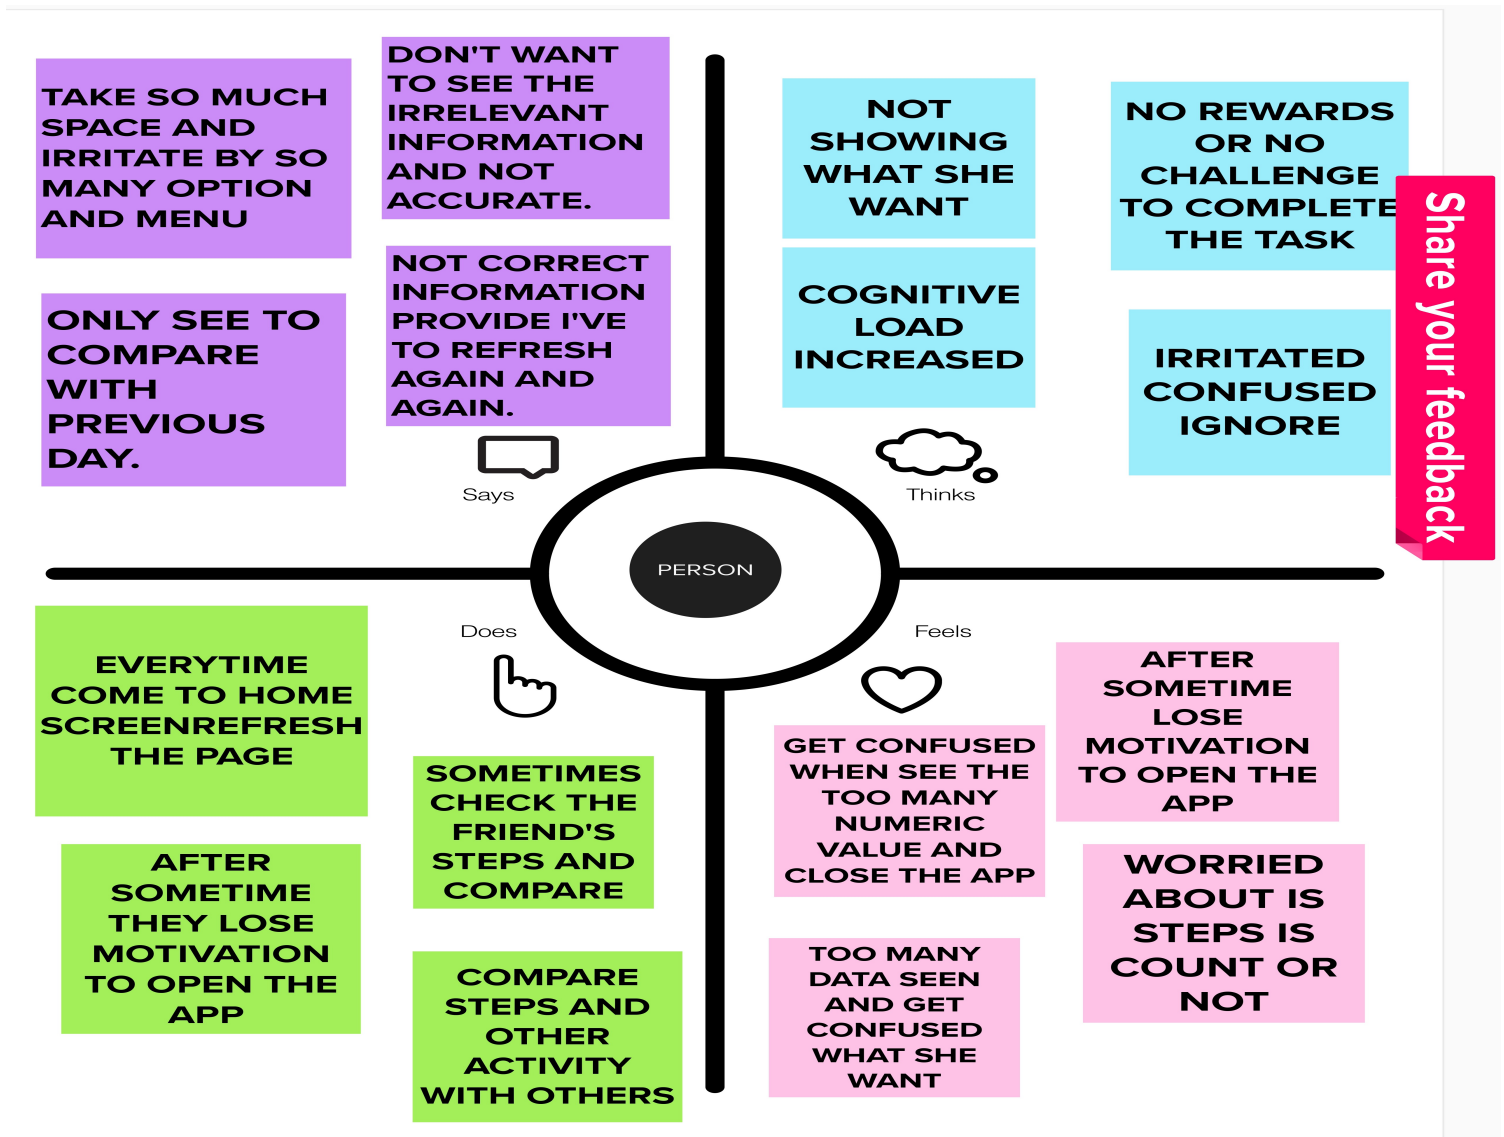 TAKE SO MUCH
SPACE AND
IRRITATE BY SO
MANY OPTION
AND MENU
DON'T WANT
TO SEE THE
IRRELEVANT
INFORMATION
AND NOT
ACCURATE.
ONLY SEE TO
COMPARE
WITH
PREVIOUS
DAY.
NOT CORRECT
INFORMATION
PROVIDE I'VE
TO REFRESH
AGAIN AND
AGAIN.
Says
NOT
SHOWING
WHAT SHE
WANT
NO REWARDS
OR NO
CHALLENGE
TO COMPLETE
THE TASK
COGNITIVE
LOAD
INCREASED
IRRITATED
CONFUSED
IGNORE
Thinks
Share your feedback
PERSON
Does
EVERYTIME
COME TO HOME
SCREENREFRESH
THE PAGE
SOMETIMES
CHECK THE
FRIEND'S
STEPS AND
COMPARE
AFTER
SOMETIME
THEY LOSE
MOTIVATION
TO OPEN THE
APP
COMPARE
STEPS AND
OTHER
ACTIVITY
WITH OTHERS
Feels
AFTER
SOMETIME
LOSE
MOTIVATION
TO OPEN THE
APP
GET CONFUSED
WHEN SEE THE
TOO MANY
NUMERIC
VALUE AND
CLOSE THE APP
WORRIED
ABOUT IS
STEPS IS
COUNT OR
NOT
TOO MANY
DATA SEEN
AND GET
CONFUSED
WHAT SHE
WANT